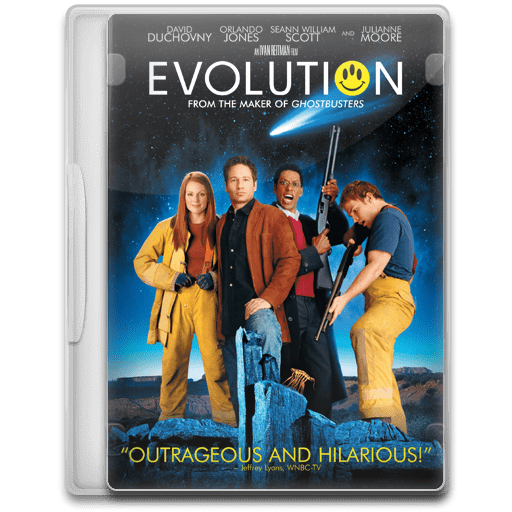 DAVID ORLANDO SEANN WILLIAM JULIANNE
DUCHOVNY JONES SCOTT AND MOORE
AN IVAN REITMAN FILM
EVOLUTION
FROM THE MAKER OF GHOSTBUSTERS
“OUTRAGEOUS AND HILARIOUS!”
– Jeffrey Lyons, WNBC-TV